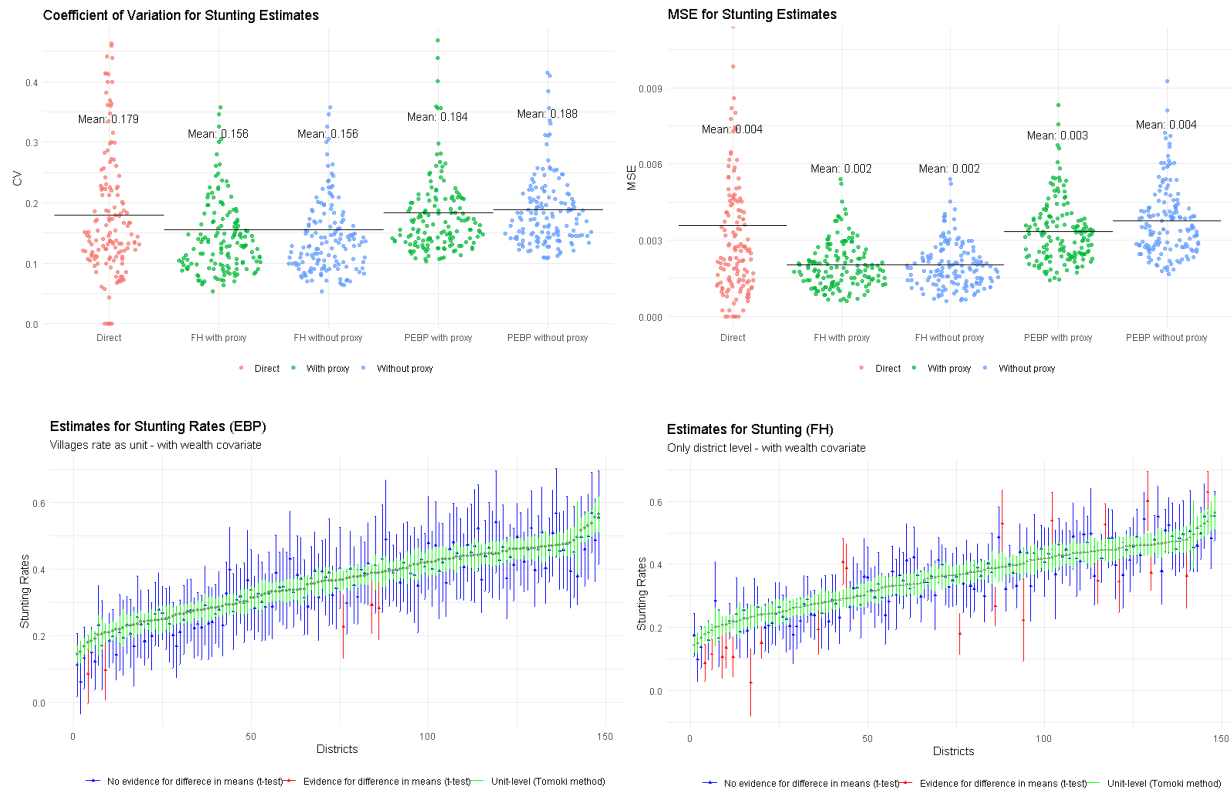 Coefficient of Variation for Stunting Estimates
CV
0.4
0.3
0.2
0.1
0.0
Mean: 0.179
Mean: 0.156
Mean: 0.156
Mean: 0.184
Mean: 0.188
Direct
FH with proxy
FH without proxy
PEBP with proxy
PEBP without proxy
Direct
With proxy
Without proxy
MSE for Stunting Estimates
MSE
0.009
0.006
0.003
0.000
Mean: 0.004
Mean: 0.002
Mean: 0.002
Mean: 0.003
Mean: 0.004
Direct
FH with proxy
FH without proxy
PEBP with proxy
PEBP without proxy
Direct
With proxy
Without proxy
Estimates for Stunting Rates (EBP)
Villages rate as unit - with wealth covariate
Stunting Rates
0.6
0.4
0.2
0.0
0
50
100
150
Districts
No evidence for differece in means (t-test)
Evidence for difference in means (t-test)
Unit-level (Tomoki method)
Estimates for Stunting (FH)
Only district level - with wealth covariate
Stunting Rates
0.6
0.4
0.2
0.0
0
50
100
150
Districts
No evidence for differece in means (t-test)
Evidence for difference in means (t-test)
Unit-level (Tomoki method)